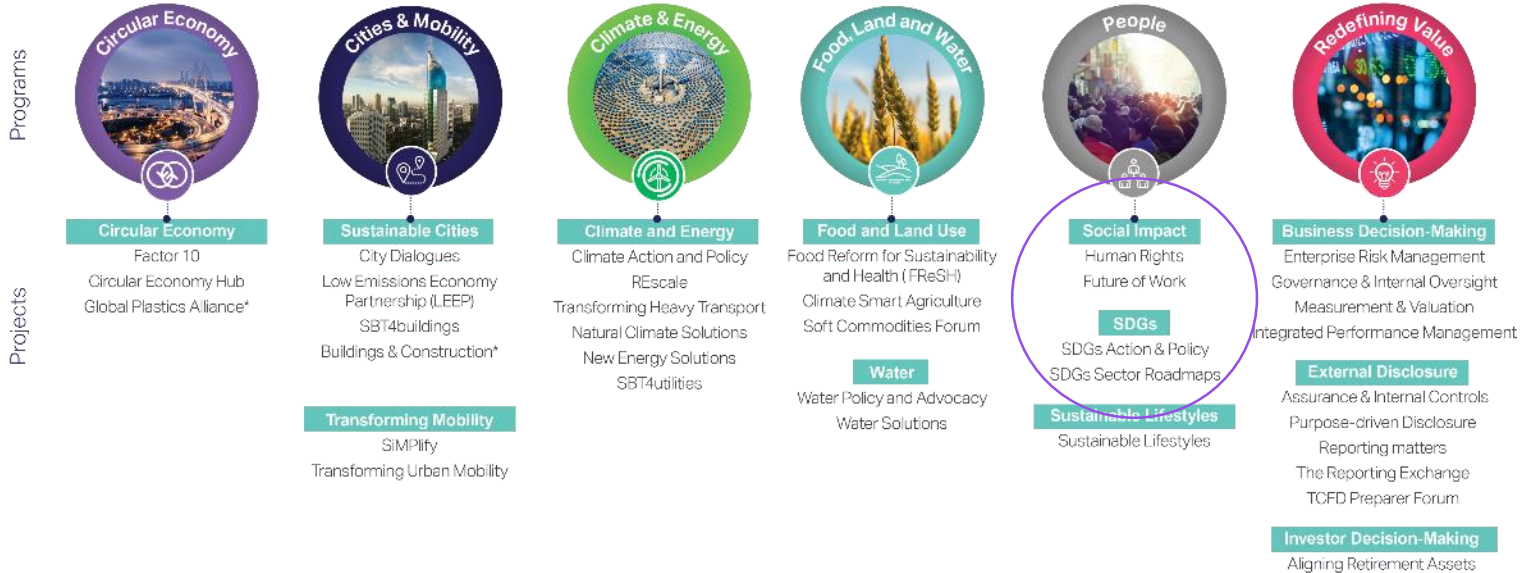 Programs
Projects
Circular Economy
Circular Economy
Factor 10
Circular Economy Hub
Global Plastics Alliance*
Cities & Mobility
Sustainable Cities
City Dialogues
Low Emissions Economy
Partnership (LEEP)
SBT4buildings
Buildings & Construction*
Transforming Mobility
SiMPlify
Transforming Urban Mobility
Climate & Energy
Climate and Energy
Climate Action and Policy
REscale
Transforming Heavy Transport
Natural Climate Solutions
New Energy Solutions
SBT4utilities
Food, Land and Water
Food and Land Use
Food Reform for Sustainability
and Health (FReSH)
Climate Smart Agriculture
Soft Commodities Forum
Water
Water Policy and Advocacy
Water Solutions
People
Social Impact
Human Rights
Future of Work
SDGs
SDGs Action & Policy
SDGs Sector Roadmaps
Sustainable Lifestyles
Sustainable Lifestyles
Redefining Value
Business Decision-Making
Enterprise Risk Management
Governance & Internal Oversight
Measurement & Valuation
Integrated Performance Management
External Disclosure
Assurance & Internal Controls
Purpose-driven Disclosure
Reporting matters
The Reporting Exchange
TCFD Preparer Forum
Investor Decision-Making
Aligning Retirement Assets